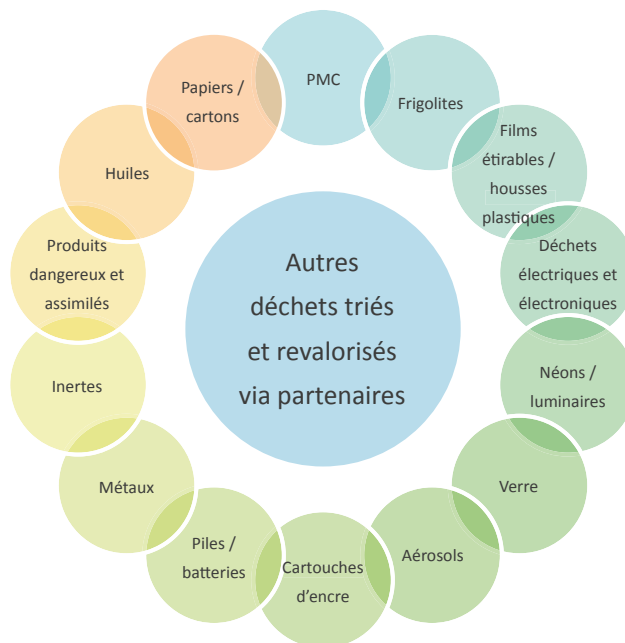 PMC
Frigolites
Films
étirables /
housses
plastiques
Déchets
électriques et
électroniques
Néons /
luminaires
Verre
Aérosols
Cartouches
d'encre
Piles /
batteries
Métaux
Inertes
Produits
dangereux et
assimilés
Huiles
Papiers /
cartons
Autres
déchets triés
et revalorisés
via partenaires